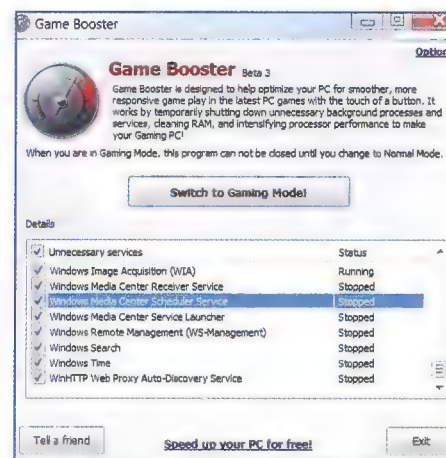 Game Booster
Option
Game Booster Beta 3
Game Booster is designed to help optimize your PC for smoother, more
responsive game play in the latest PC games with the touch of a button. It
works by temporarily shutting down unnecessary background processes and
services, cleaning RAM, and intensifying processor performance to make
your Gaming PC!
When you are in Gaming Mode, this program can not be closed until you change to Normal Mode.
Switch to Gaming Mode!
Details
Unnecessary services Status
Windows Image Acquisition (WIA) Running
Windows Media Center Receiver Service Stopped
Windows Media Center Scheduler Service Stopped
Windows Media Center Service Launcher Stopped
Windows Remote Management (WS-Management) Stopped
Windows Search Stopped
Windows Time Stopped
WinHTTP Web Proxy Auto-Discovery Service Stopped
Tell a friend
Speed up your PC for free!
Exit